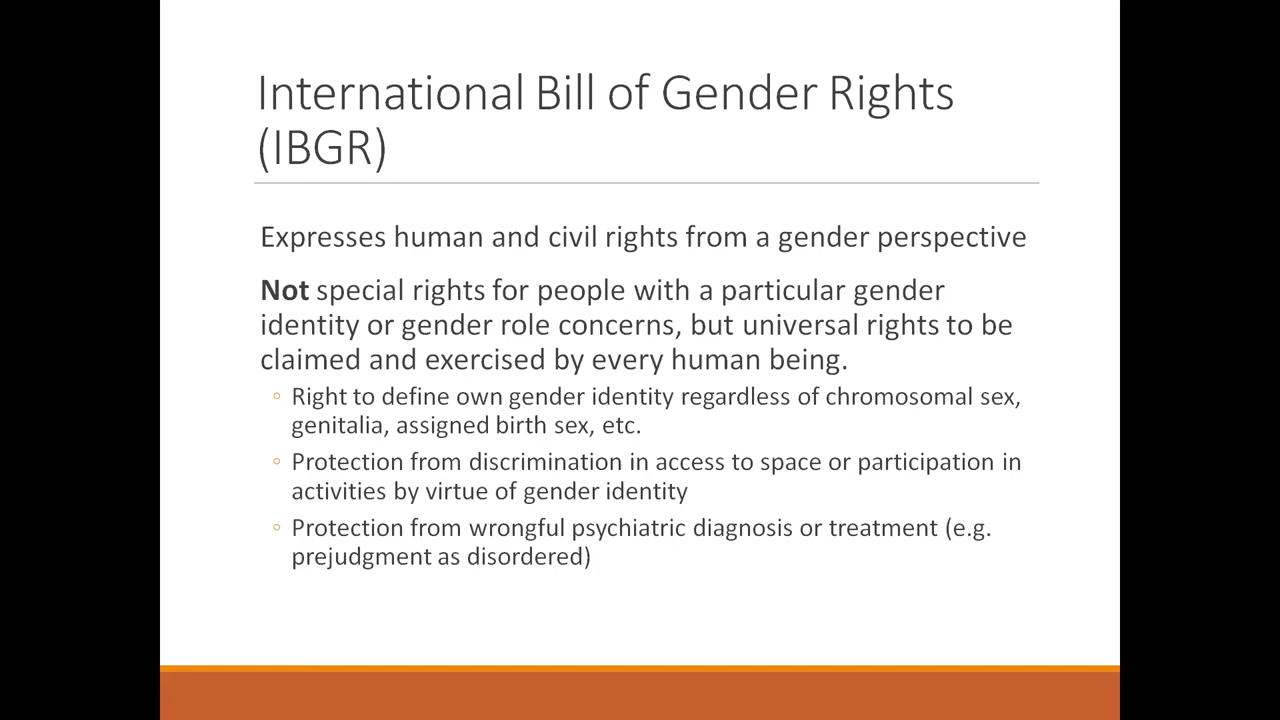 International Bill of Gender Rights
(IBGR)
Expresses human and civil rights from a gender perspective
Not special rights for people with a particular gender
identity or gender role concerns, but universal rights to be
claimed and exercised by every human being.
◦ Right to define own gender identity regardless of chromosomal sex,
genitalia, assigned birth sex, etc.
◦ Protection from discrimination in access to space or participation in
activities by virtue of gender identity
◦ Protection from wrongful psychiatric diagnosis or treatment (e.g.
prejudgment as disordered)